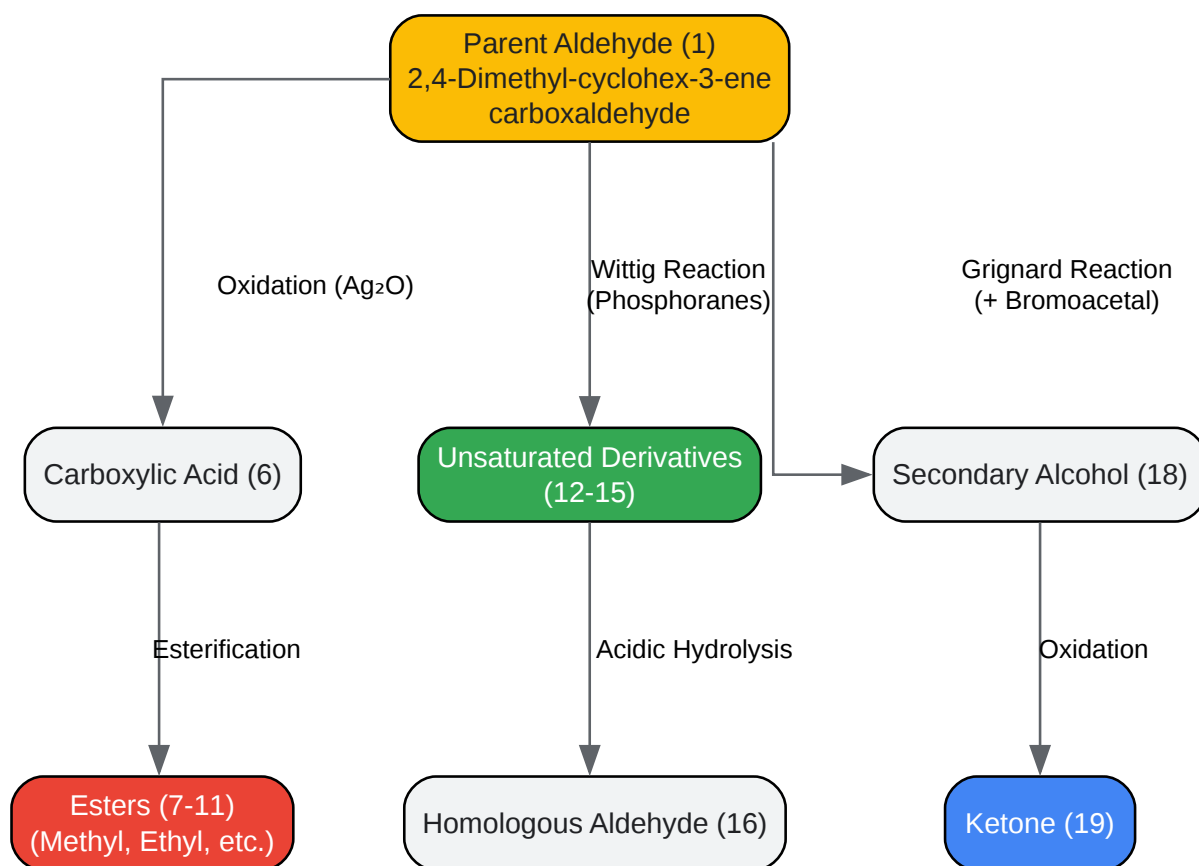 Parent Aldehyde (1)
2,4-Dimethyl-cyclohex-3-ene
carboxaldehyde
Oxidation (Ag₂O)
Wittig Reaction
(Phosphoranes)
Grignard Reaction
(+ Bromoacetal)
Carboxylic Acid (6)
Unsaturated Derivatives
(12-15)
Secondary Alcohol (18)
Esterification
Acidic Hydrolysis
Oxidation
Esters (7-11)
(Methyl, Ethyl, etc.)
Homologous Aldehyde (16)
Ketone (19)